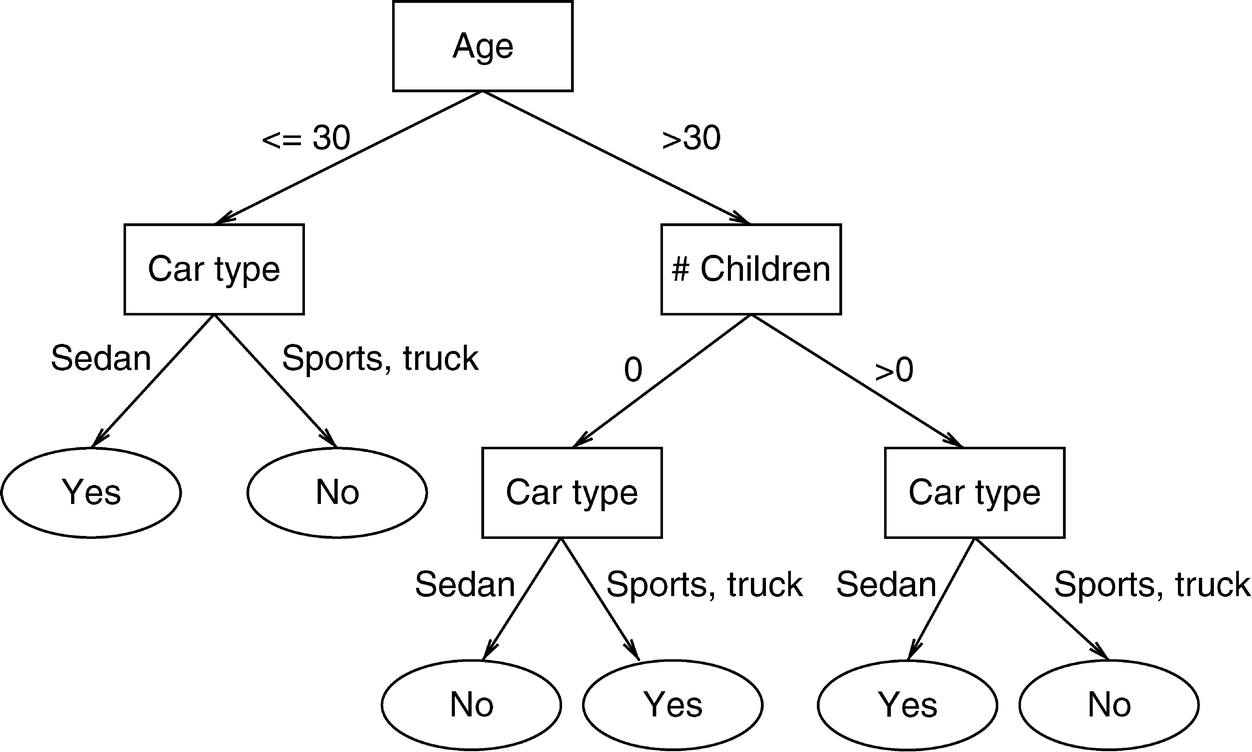 Age
<= 30
>30
Car type
# Children
Sedan
Sports, truck
0
>0
Yes
No
Car type
Car type
Sedan
Sports, truck
Sedan
Sports, truck
No
Yes
Yes
No